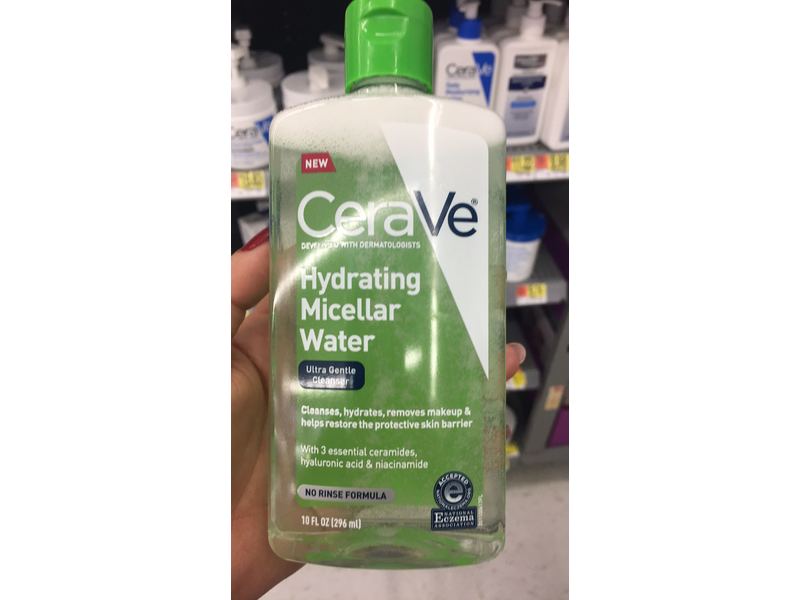 NEW
CeraVe®
DEVELOPED WITH DERMATOLOGISTS
Hydrating
Micellar
Water
Ultra Gentle
Cleanser
Cleanses, hydrates, removes makeup &
helps restore the protective skin barrier
With 3 essential ceramides,
hyaluronic acid & niacinamide
NO RINSE FORMULA
10 FL OZ (296 ml)
ACCEPTED
e
NATIONAL
Eczema
ASSOCIATION
CeraVe
CeraVe